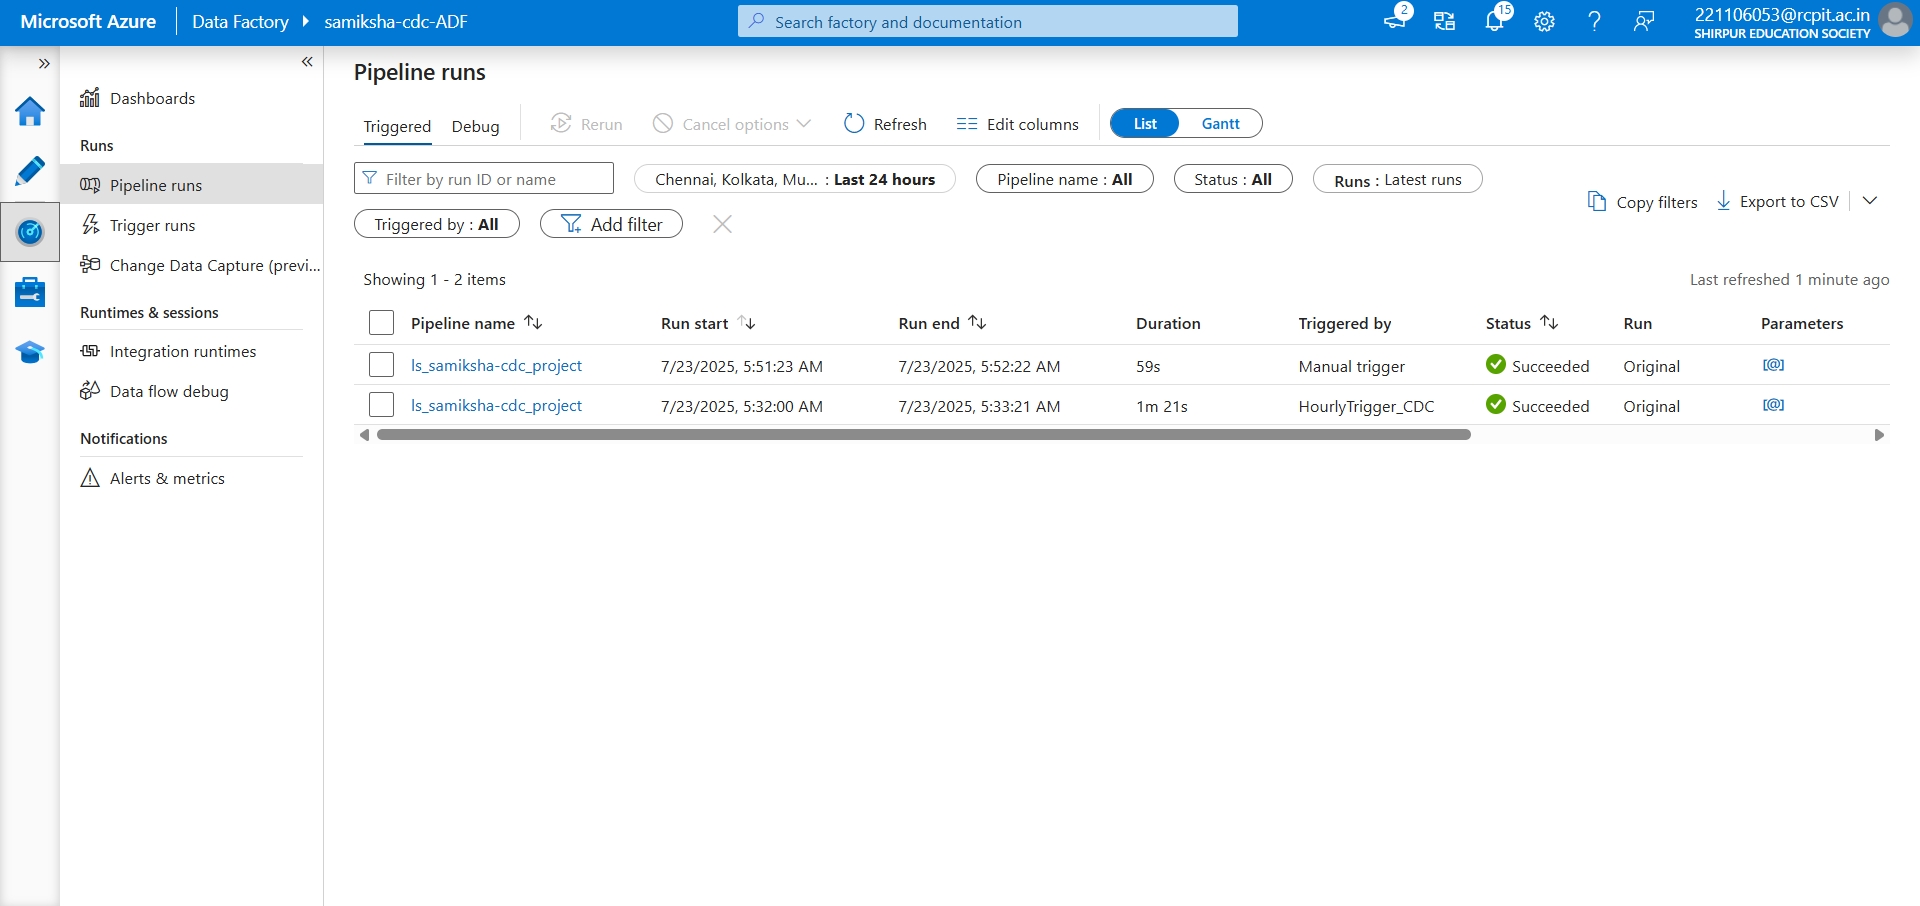 Microsoft Azure Data Factory samiksha-cdc-ADF
Search factory and documentation
2
15
221106053@rcpit.ac.in
SHIRPUR EDUCATION SOCIETY
Dashboards
Runs
Pipeline runs
Trigger runs
Change Data Capture (previ...
Runtimes & sessions
Integration runtimes
Data flow debug
Notifications
Alerts & metrics
Pipeline runs
Triggered Debug Rerun Cancel options Refresh Edit columns List Gantt
Filter by run ID or name Chennai, Kolkata, Mu... : Last 24 hours Pipeline name : All Status : All Runs : Latest runs
Triggered by : All Add filter
Copy filters Export to CSV
Showing 1 - 2 items Last refreshed 1 minute ago
Pipeline name Run start Run end Duration Triggered by Status Run Parameters
ls_samiksha-cdc_project 7/23/2025, 5:51:23 AM 7/23/2025, 5:52:22 AM 59s Manual trigger Succeeded Original [@]
ls_samiksha-cdc_project 7/23/2025, 5:32:00 AM 7/23/2025, 5:33:21 AM 1m 21s HourlyTrigger_CDC Succeeded Original [@]